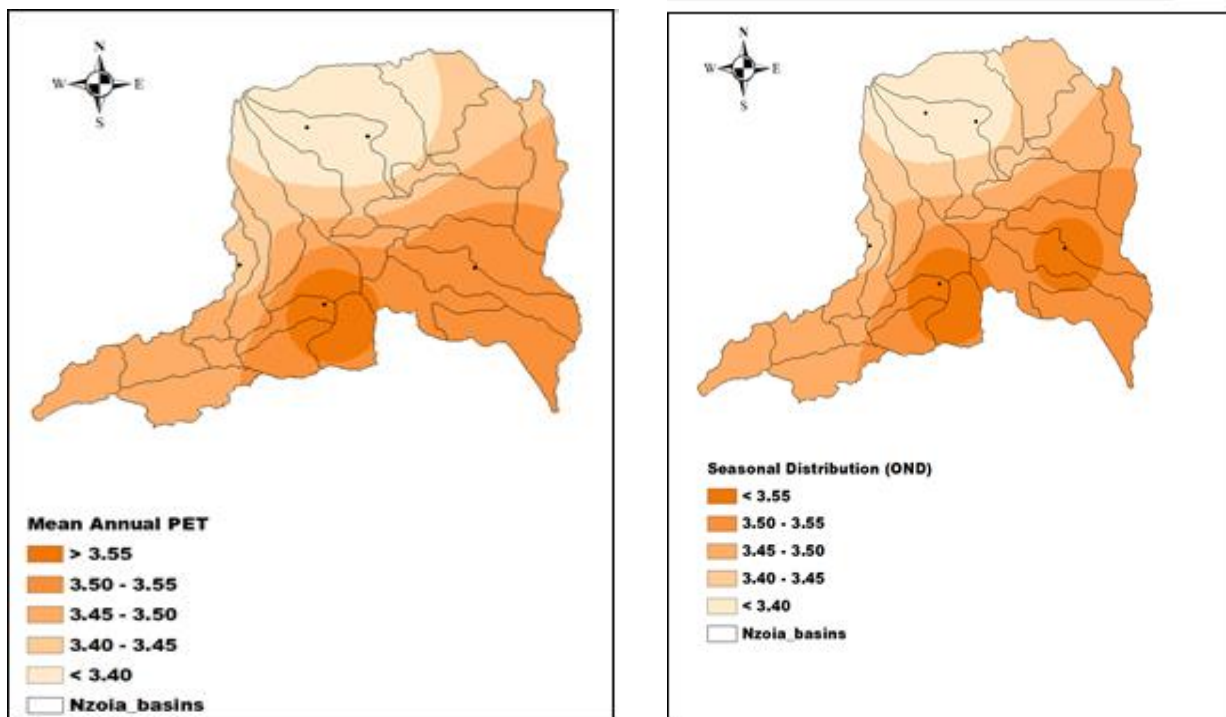 N
W E
S
Mean Annual PET
> 3.55
3.50 - 3.55
3.45 - 3.50
3.40 - 3.45
< 3.40
Nzoia_basins
N
W E
S
Seasonal Distribution (OND)
< 3.55
3.50 - 3.55
3.45 - 3.50
3.40 - 3.45
< 3.40
Nzoia_basins